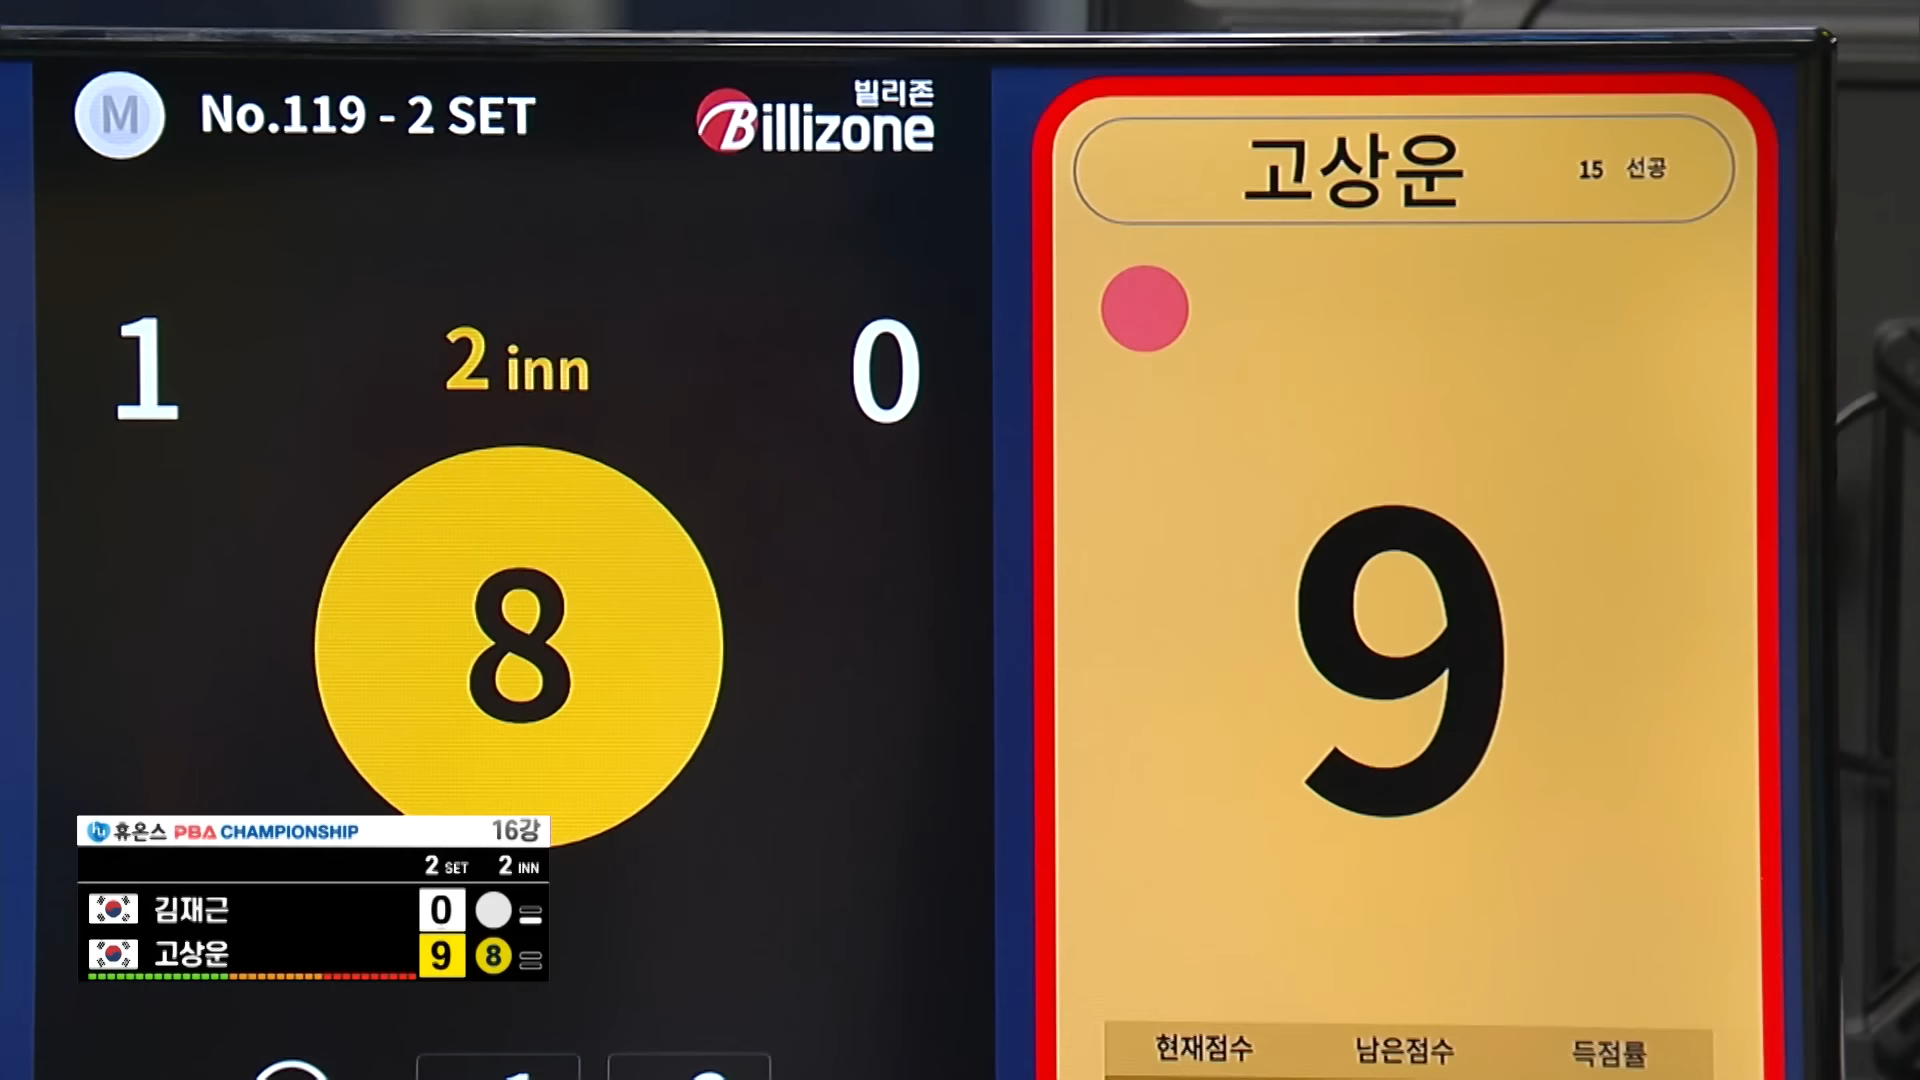 M No.119 - 2 SET
빌리존
Billizone
1 2 inn 0
8
고상운 15 선공
9
현재점수 남은점수 득점률
휴온스 PBA CHAMPIONSHIP 16강
2 SET 2 INN
김재근 0
고상운 9 8